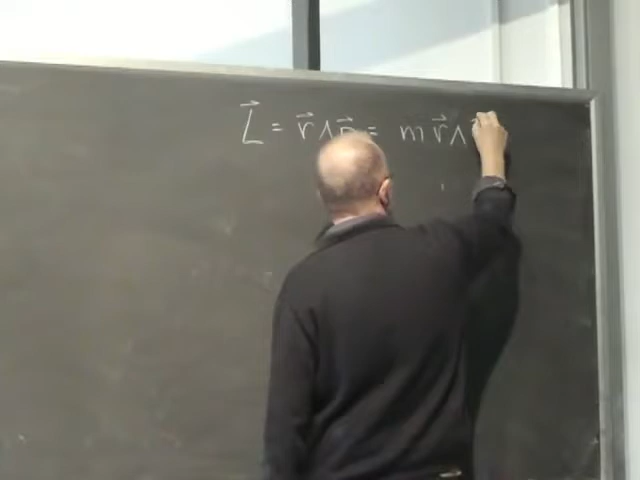 L⃗ = r⃗ ∧ p⃗ = m r⃗ ∧